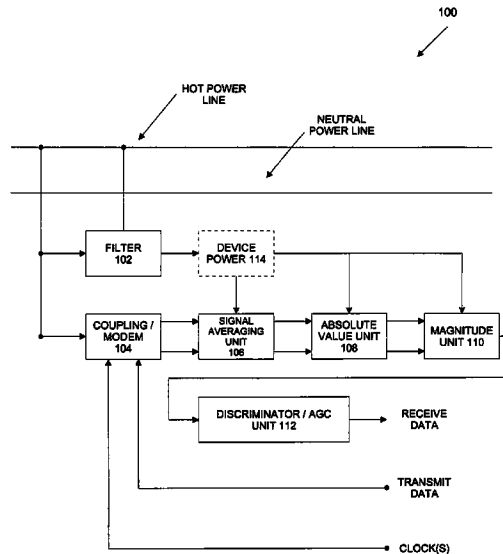 100
HOT POWER
LINE
NEUTRAL
POWER LINE
FILTER
102
DEVICE
POWER 114
COUPLING /
MODEM
104
SIGNAL
AVERAGING
UNIT
106
ABSOLUTE
VALUE UNIT
108
MAGNITUDE
UNIT 110
DISCRIMINATOR / AGC
UNIT 112
RECEIVE
DATA
TRANSMIT
DATA
CLOCK(S)